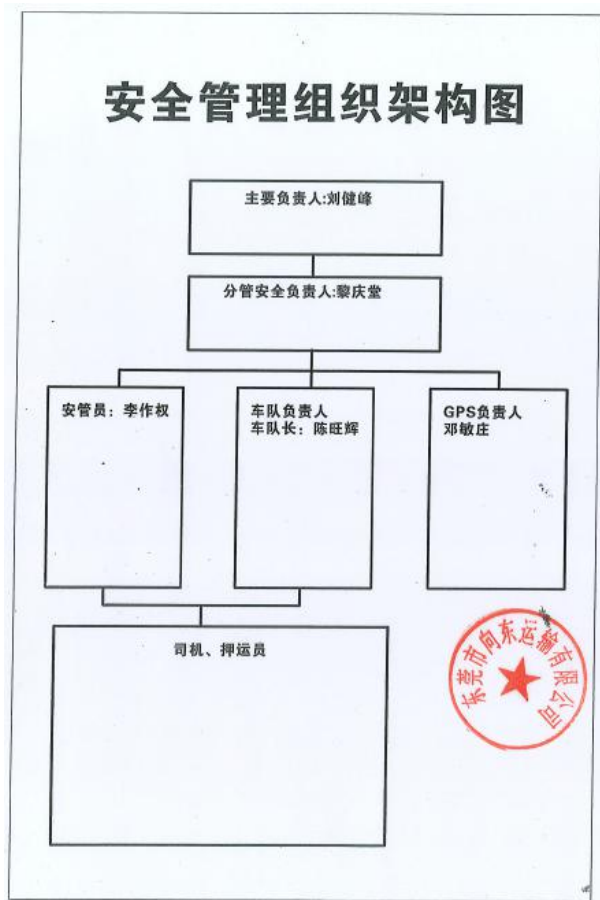 安全管理组织架构图
主要负责人:刘健峰
分管安全负责人:黎庆堂
安管员：李作权
车队负责人
车队长：陈旺辉
GPS负责人
邓敏庄
司机、押运员
东莞市向东运输有限公司